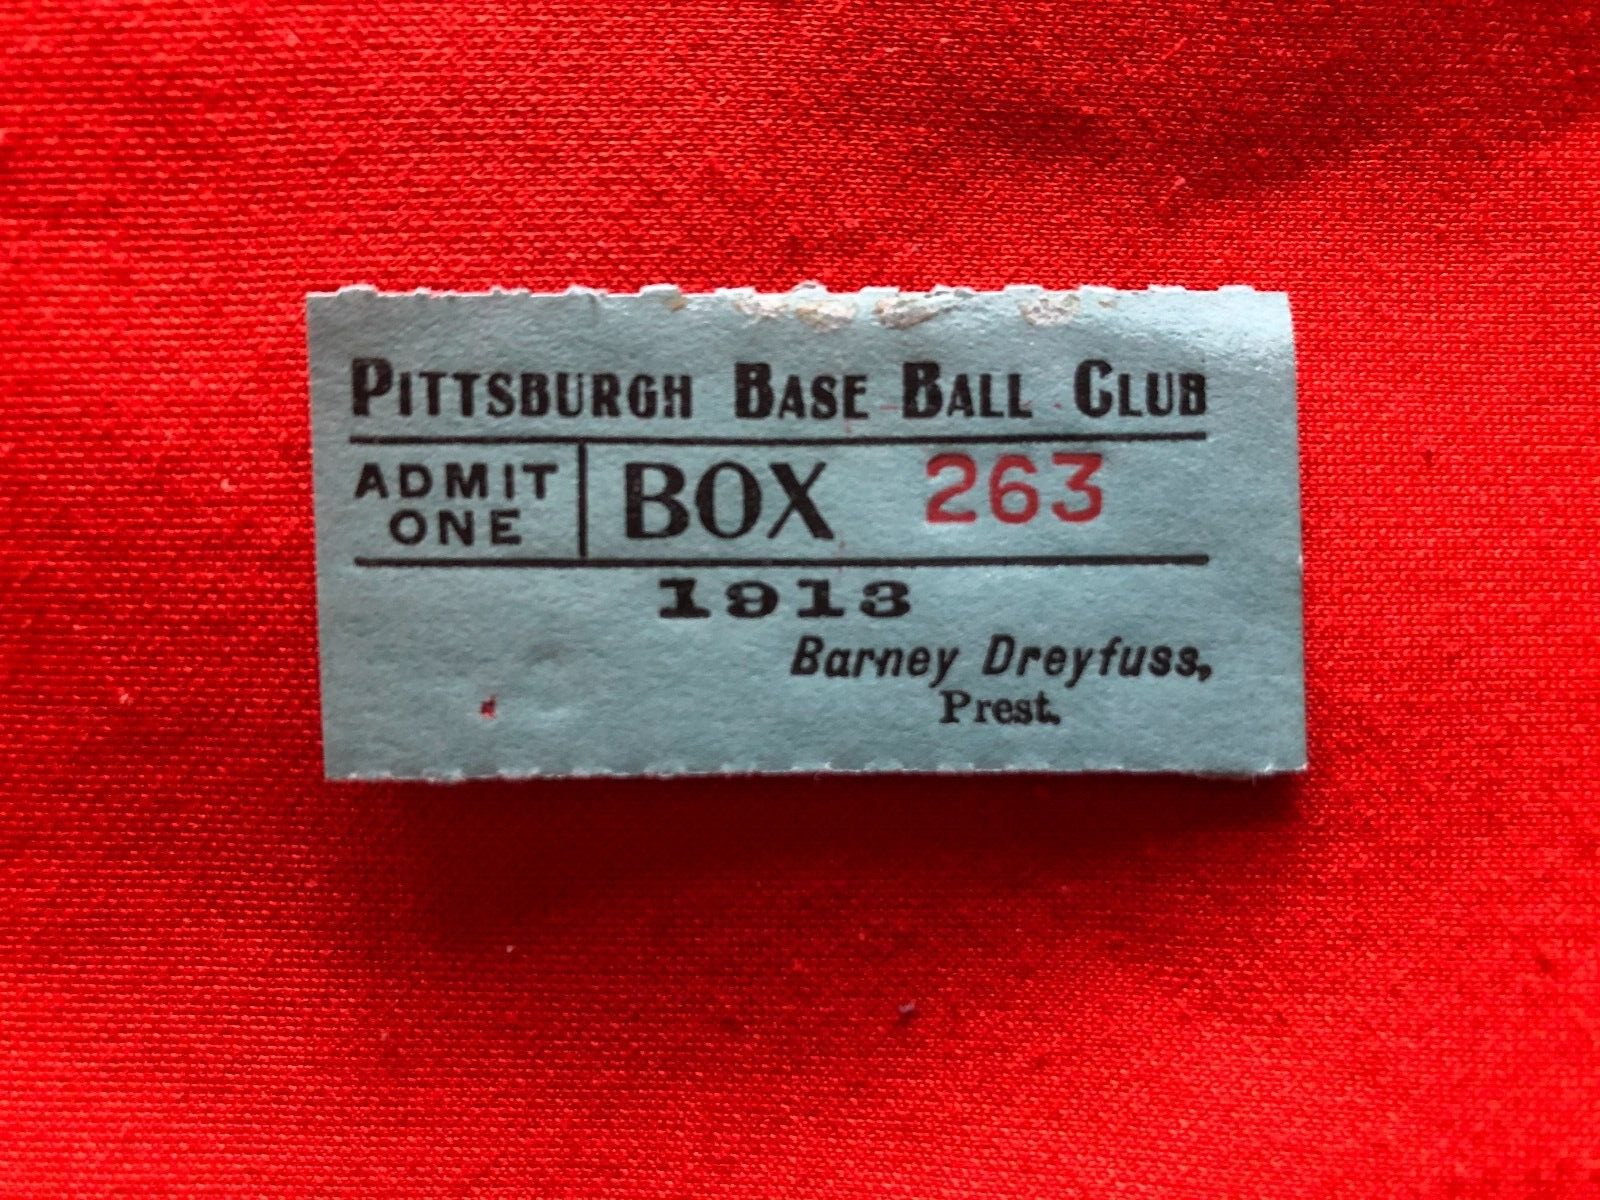 PITTSBURGH BASE BALL CLUB
ADMIT ONE
BOX 263
1913
Barney Dreyfuss,
Prest.